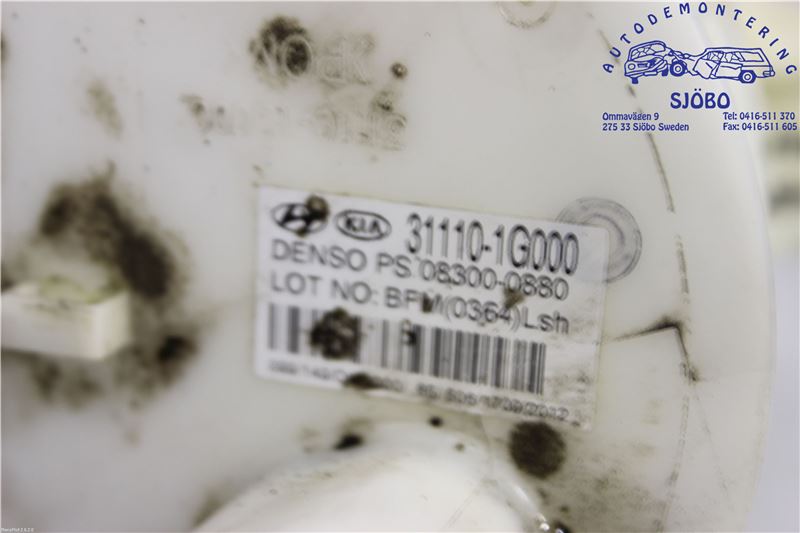 AUTODEMONTERING
SJÖBO
Ommavägen 9
275 33 Sjöbo Sweden
Tel: 0416-511 370
Fax: 0416-511 605
KIA 31110-1G000
DENSO PS 08300-0880
LOT NO: BFM(0364)Lsh